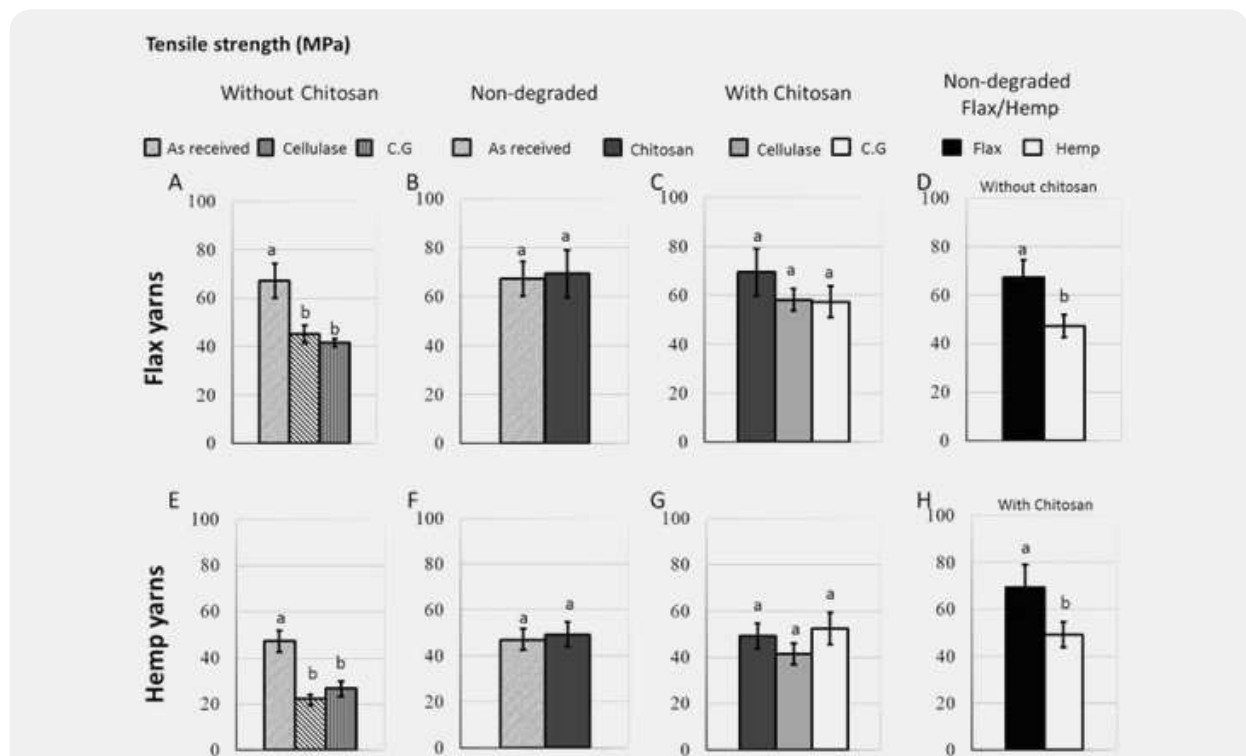 Tensile strength (MPa)
Without Chitosan
Non-degraded
With Chitosan
Non-degraded
Flax/Hemp
As received Cellulase C.G
As received Chitosan
Cellulase C.G
Flax Hemp
Flax yarns
A
100
80
60
40
20
0
a
b
b
B
100
80
60
40
20
0
a
a
C
100
80
60
40
20
0
a
a
a
D
Without chitosan
100
80
60
40
20
0
a
b
Hemp yarns
E
100
80
60
40
20
0
a
b
b
F
100
80
60
40
20
0
a
a
G
100
80
60
40
20
0
a
a
a
H
With Chitosan
100
80
60
40
20
0
a
b